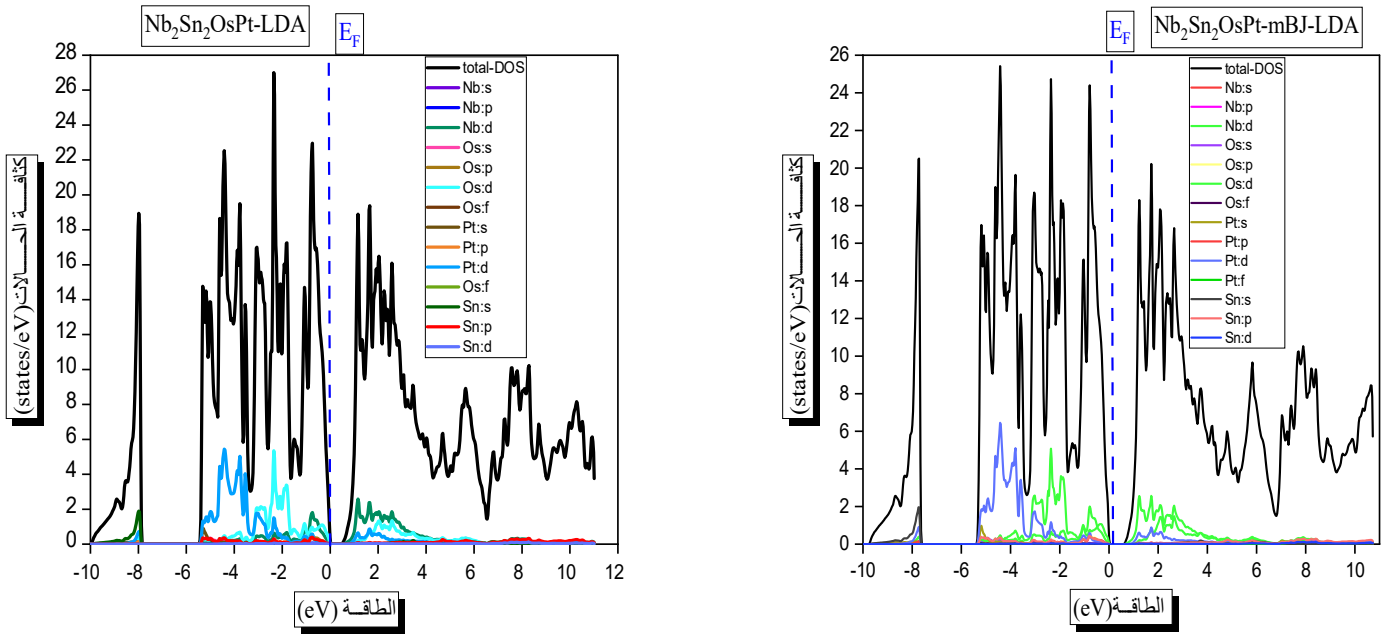 Nb₂Sn₂OsPt-LDA
E_F
28
26
24
22
20
18
16
14
12
10
8
6
4
2
0
-10
-8
-6
-4
-2
0
2
4
6
8
10
12
كثافة الحالات (states/eV)
الطاقة (eV)
total-DOS
Nb:s
Nb:p
Nb:d
Os:s
Os:p
Os:d
Os:f
Pt:s
Pt:p
Pt:d
Os:f
Sn:s
Sn:p
Sn:d
E_F
Nb₂Sn₂OsPt-mBJ-LDA
26
24
22
20
18
16
14
12
10
8
6
4
2
0
-10
-8
-6
-4
-2
0
2
4
6
8
10
كثافة الحالات (states/eV)
الطاقة (eV)
total-DOS
Nb:s
Nb:p
Nb:d
Os:s
Os:p
Os:d
Os:f
Pt:s
Pt:p
Pt:d
Pt:f
Sn:s
Sn:p
Sn:d